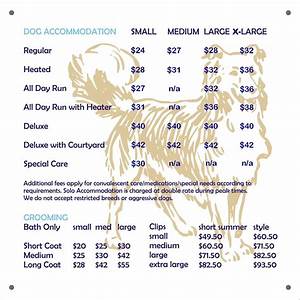 DOG ACCOMMODATION SMALL MEDIUM LARGE X-LARGE
Regular $24 $27 $28 $32
Heated $28 $31 $32 $36
All Day Run $27 n/a $32 n/a
All Day Run with Heater $31 n/a $36 $38
Deluxe $40 $40 $40 $40
Deluxe with Courtyard $42 $42 $42 $42
Special Care $30 n/a n/a n/a
Additional fees apply for convalescent care/medications/special needs according to
requirements. Solo Accommodation is charged at double rate during peak times.
We do not accept restricted breeds or aggressive dogs.
GROOMING
Bath Only small med large Clips short summer style
small $49.50 $60.50
Short Coat $20 $25 $30 medium $60.50 $71.50
Medium $25 $30 $42 large $71.50 $82.50
Long Coat $28 $42 $55 extra large $82.50 $93.50